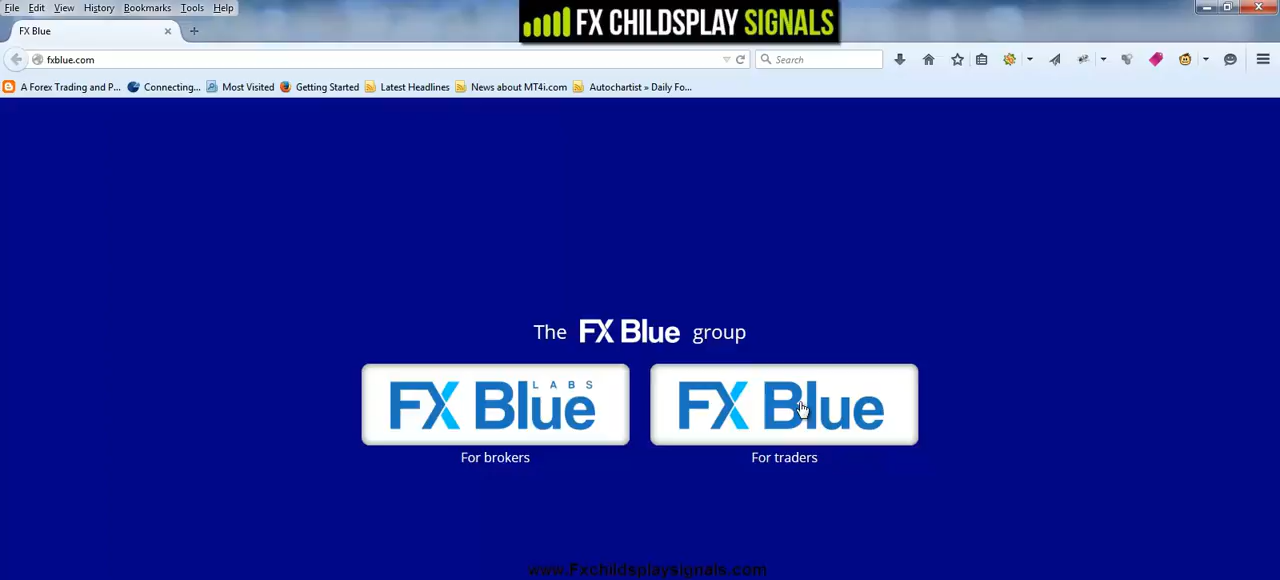 File Edit View History Bookmarks Tools Help
FX CHILDSPLAY SIGNALS
FX Blue
fxblue.com
Search
A Forex Trading and P... Connecting... Most Visited Getting Started Latest Headlines News about MT4i.com Autochartist » Daily Fo...
The FX Blue group
FX Blue LABS
FX Blue
For brokers
For traders
www.Fxchildsplaysignals.com